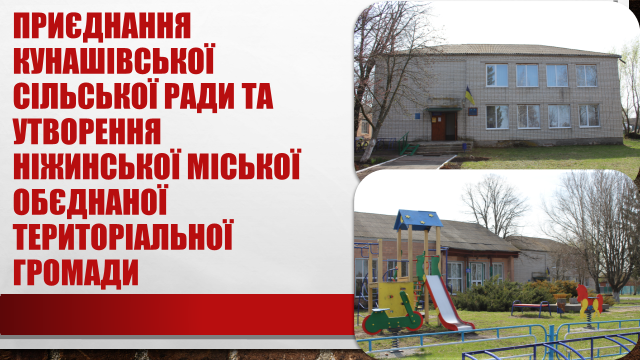 ПРИЄДНАННЯ
КУНАШІВСЬКОЇ
СІЛЬСЬКОЇ РАДИ ТА
УТВОРЕННЯ
НІЖИНСЬКОЇ МІСЬКОЇ
ОБЄДНАНОЇ
ТЕРИТОРІАЛЬНОЇ
ГРОМАДИ